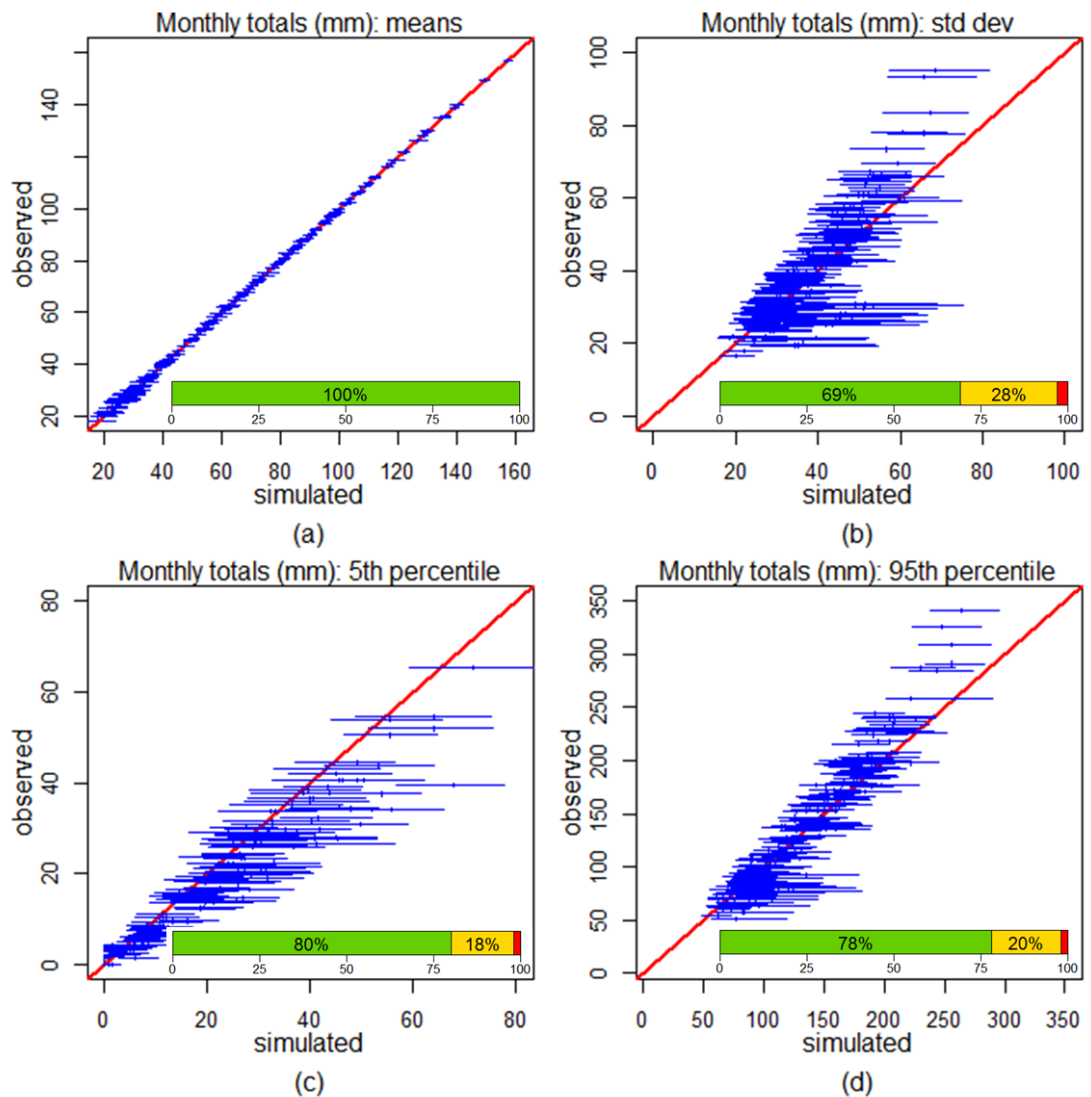 Monthly totals (mm): means
observed
140
100
80
60
40
20
100%
0 25 50 75 100
20 40 60 80 100 120 140 160
simulated
(a)
Monthly totals (mm): std dev
observed
100
80
60
40
20
0
69% 28%
0 25 50 75 100
0 20 40 60 80 100
simulated
(b)
Monthly totals (mm): 5th percentile
observed
80
60
40
20
0
80% 18%
0 25 50 75 100
0 20 40 60 80
simulated
(c)
Monthly totals (mm): 95th percentile
observed
350
300
250
200
150
100
50
0
78% 20%
0 25 50 75 100
0 50 100 150 200 250 300 350
simulated
(d)